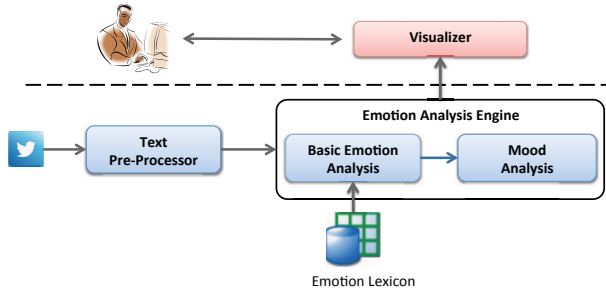 Visualizer
Emotion Analysis Engine
Text
Pre-Processor
Basic Emotion
Analysis
Mood
Analysis
Emotion Lexicon